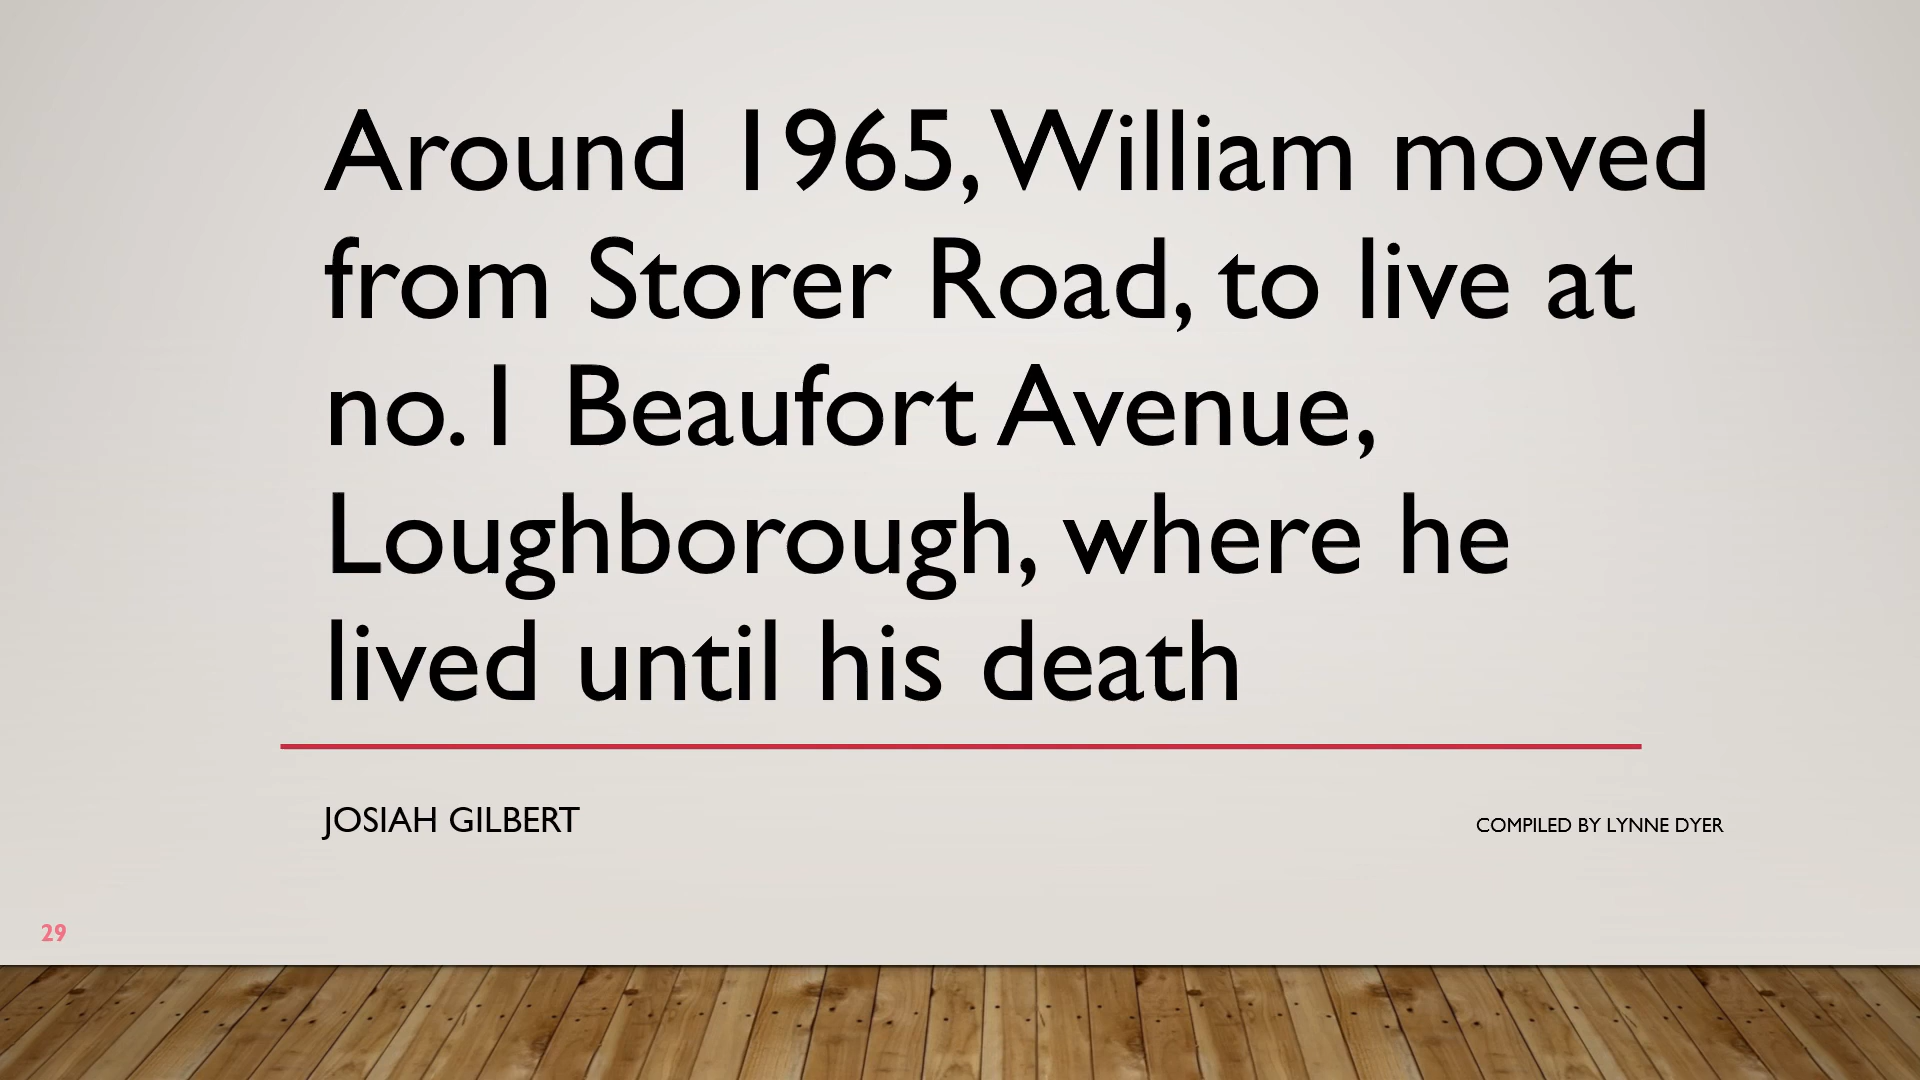 Around 1965, William moved
from Storer Road, to live at
no.1 Beaufort Avenue,
Loughborough, where he
lived until his death
JOSIAH GILBERT
COMPILED BY LYNNE DYER
29